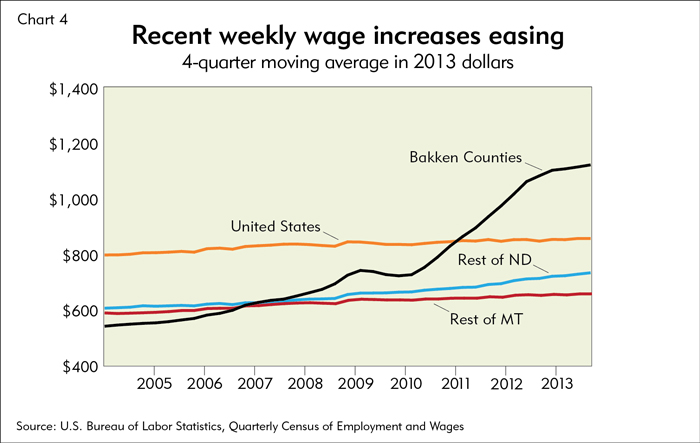 Chart 4
Recent weekly wage increases easing
4-quarter moving average in 2013 dollars
$1,400
$1,200
Bakken Counties
$1,000
United States
$800
Rest of ND
$600
Rest of MT
$400
2005 2006 2007 2008 2009 2010 2011 2012 2013
Source: U.S. Bureau of Labor Statistics, Quarterly Census of Employment and Wages